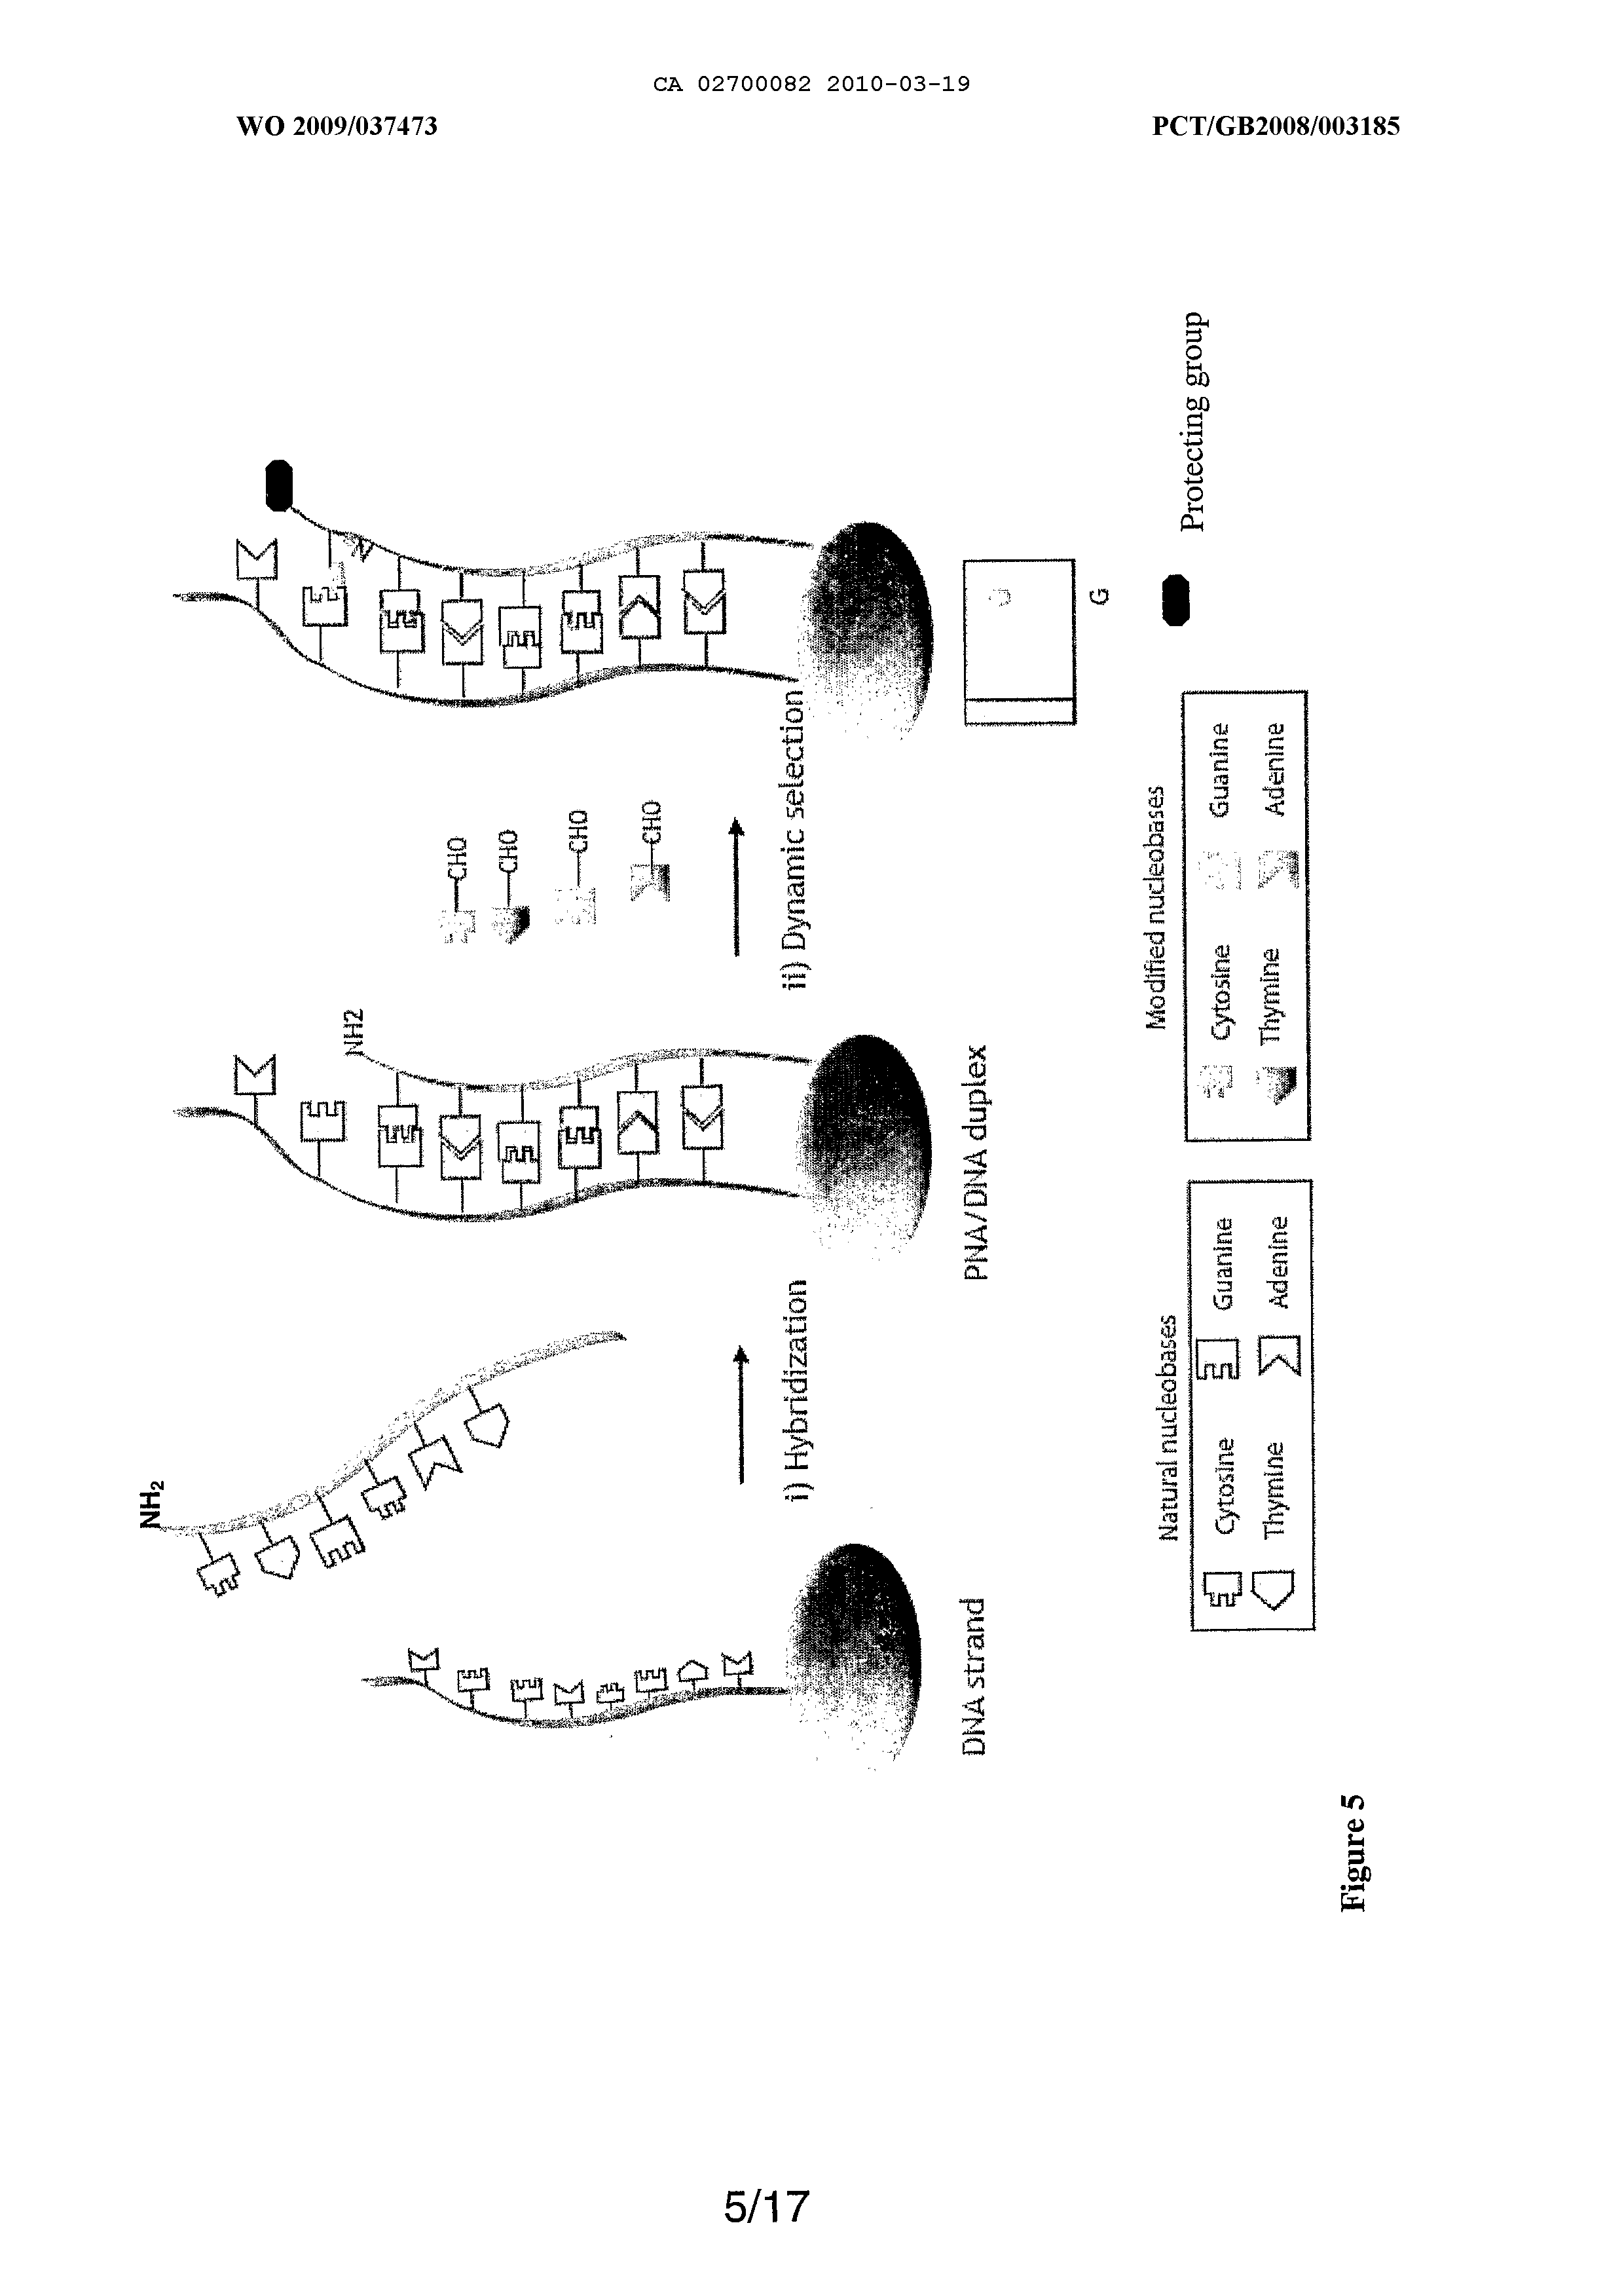 CA 02700082 2010-03-19
WO 2009/037473
PCT/GB2008/003185
NH2
NH2
CHO
CHO
CHO
CHO
N
i) Hybridization
ii) Dynamic selection
DNA strand
PNA/DNA duplex
G
Natural nucleobases
Cytosine
Guanine
Thymine
Adenine
Modified nucleobases
Cytosine
Guanine
Thymine
Adenine
Protecting group
Figure 5
5/17